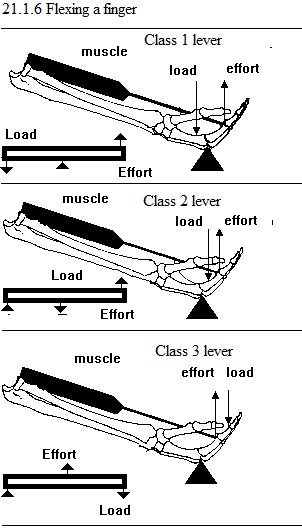 21.1.6 Flexing a finger
Class 1 lever
muscle
load effort
Load
Effort
Class 2 lever
muscle
load effort
Load
Effort
Class 3 lever
muscle
effort load
Effort
Load